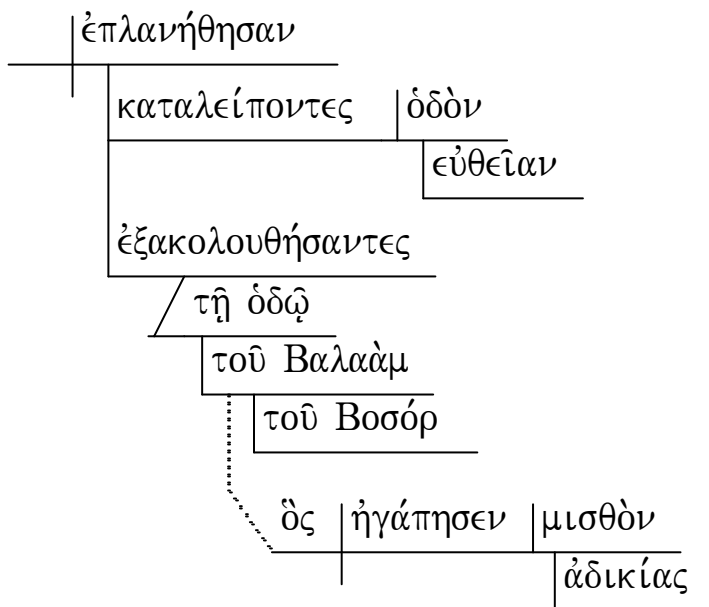 ἐπλανήθησαν
καταλείποντες ὁδὸν
εὐθεῖαν
ἐξακολουθήσαντες
τῇ ὁδῷ
τοῦ Βαλαὰμ
τοῦ Βοσόρ
ὃς ἠγάπησεν μισθὸν
ἀδικίας